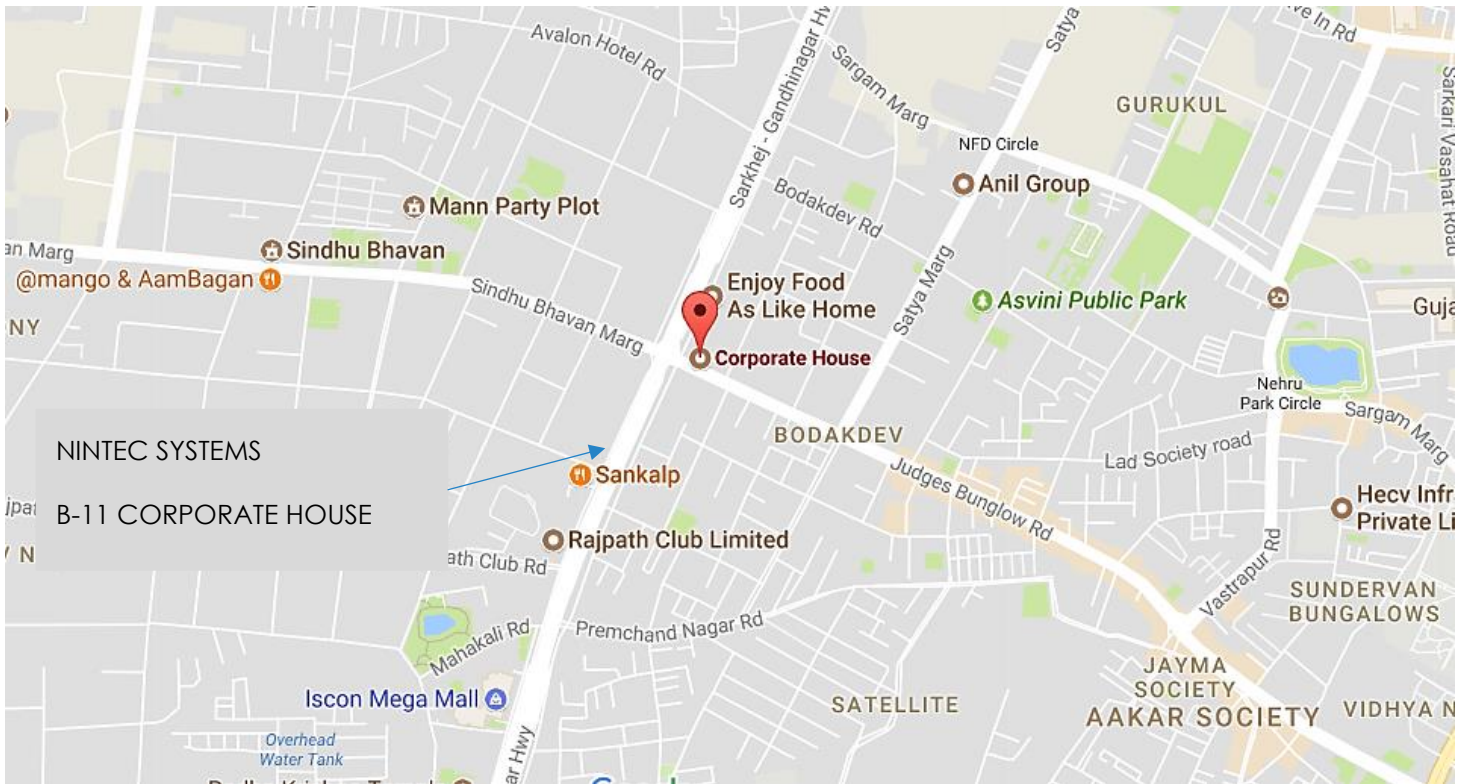 Avalon Hotel Rd
Sarkhej - Gandhinagar Hw
Satya
ve In Rd
Sargam Marg
GURUKUL
Sarkari Vasahat Road
NFD Circle
Anil Group
Mann Party Plot
Bodakdev Rd
an Marg
Sindhu Bhavan
@mango & AamBagan
Sindhu Bhavan Marg
Enjoy Food
As Like Home
Satya Marg
Asvini Public Park
Guja
NY
Corporate House
Nehru
Park Circle
Sargam Marg
BODAKDEV
Lad Society road
NINTEC SYSTEMS
B-11 CORPORATE HOUSE
Sankalp
Judges Bunglow Rd
Hecv Infr
Private Li
jpa
Rajpath Club Limited
ath Club Rd
V N
Vastrapur Rd
SUNDERVAN
BUNGALOWS
Mahakali Rd
Premchand Nagar Rd
JAYMA
SOCIETY
AAKAR SOCIETY
VIDHYA N
Iscon Mega Mall
SATELLITE
Overhead
Water Tank
ar Hwy